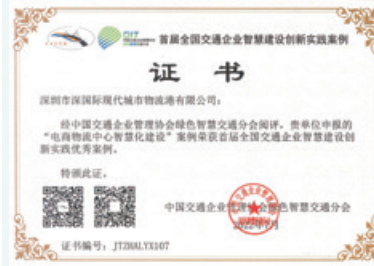 首届全国交通企业智慧建设创新实践案例
证 书
深圳市深国际现代城市物流港有限公司:
经中国交通企业管理协会绿色智慧交通分会阅评,贵单位申报的
“电商物流中心智慧化建设”案例荣获首届全国交通企业智慧建设创
新实践优秀案例。
特颁此证。
中国交通企业管理协会绿色智慧交通分会
证书编号:JTZHALYX107